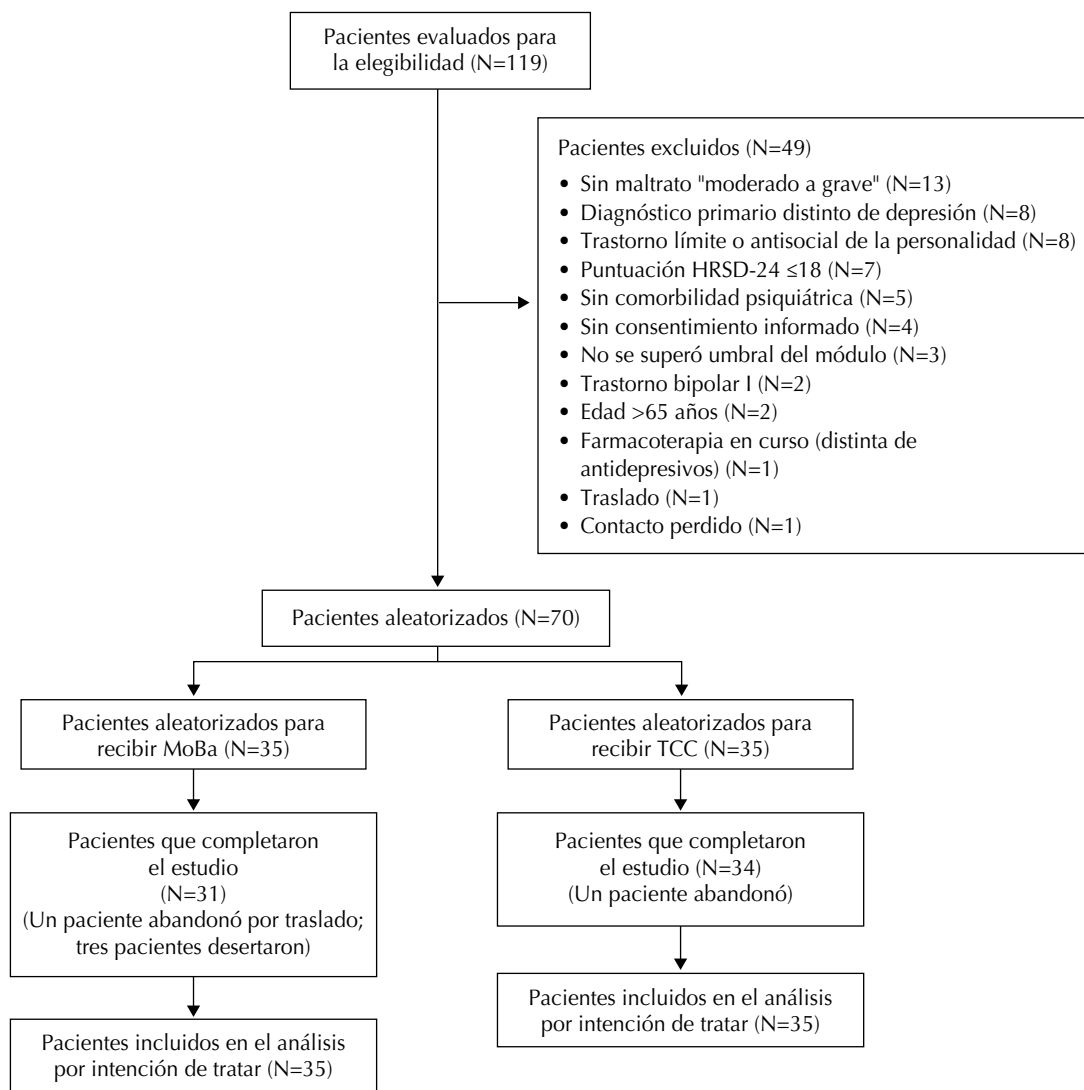 Pacientes evaluados para
la elegibilidad (N=119)
Pacientes excluidos (N=49)
• Sin maltrato "moderado a grave" (N=13)
• Diagnóstico primario distinto de depresión (N=8)
• Trastorno límite o antisocial de la personalidad (N=8)
• Puntuación HRSD-24 ≤18 (N=7)
• Sin comorbilidad psiquiátrica (N=5)
• Sin consentimiento informado (N=4)
• No se superó umbral del módulo (N=3)
• Trastorno bipolar I (N=2)
• Edad >65 años (N=2)
• Farmacoterapia en curso (distinta de
antidepresivos) (N=1)
• Traslado (N=1)
• Contacto perdido (N=1)
Pacientes aleatorizados (N=70)
Pacientes aleatorizados para
recibir MoBa (N=35)
Pacientes aleatorizados para
recibir TCC (N=35)
Pacientes que completaron
el estudio
(N=31)
(Un paciente abandonó por traslado;
tres pacientes desertaron)
Pacientes que completaron
el estudio (N=34)
(Un paciente abandonó)
Pacientes incluidos en el análisis
por intención de tratar (N=35)
Pacientes incluidos en el análisis
por intención de tratar (N=35)